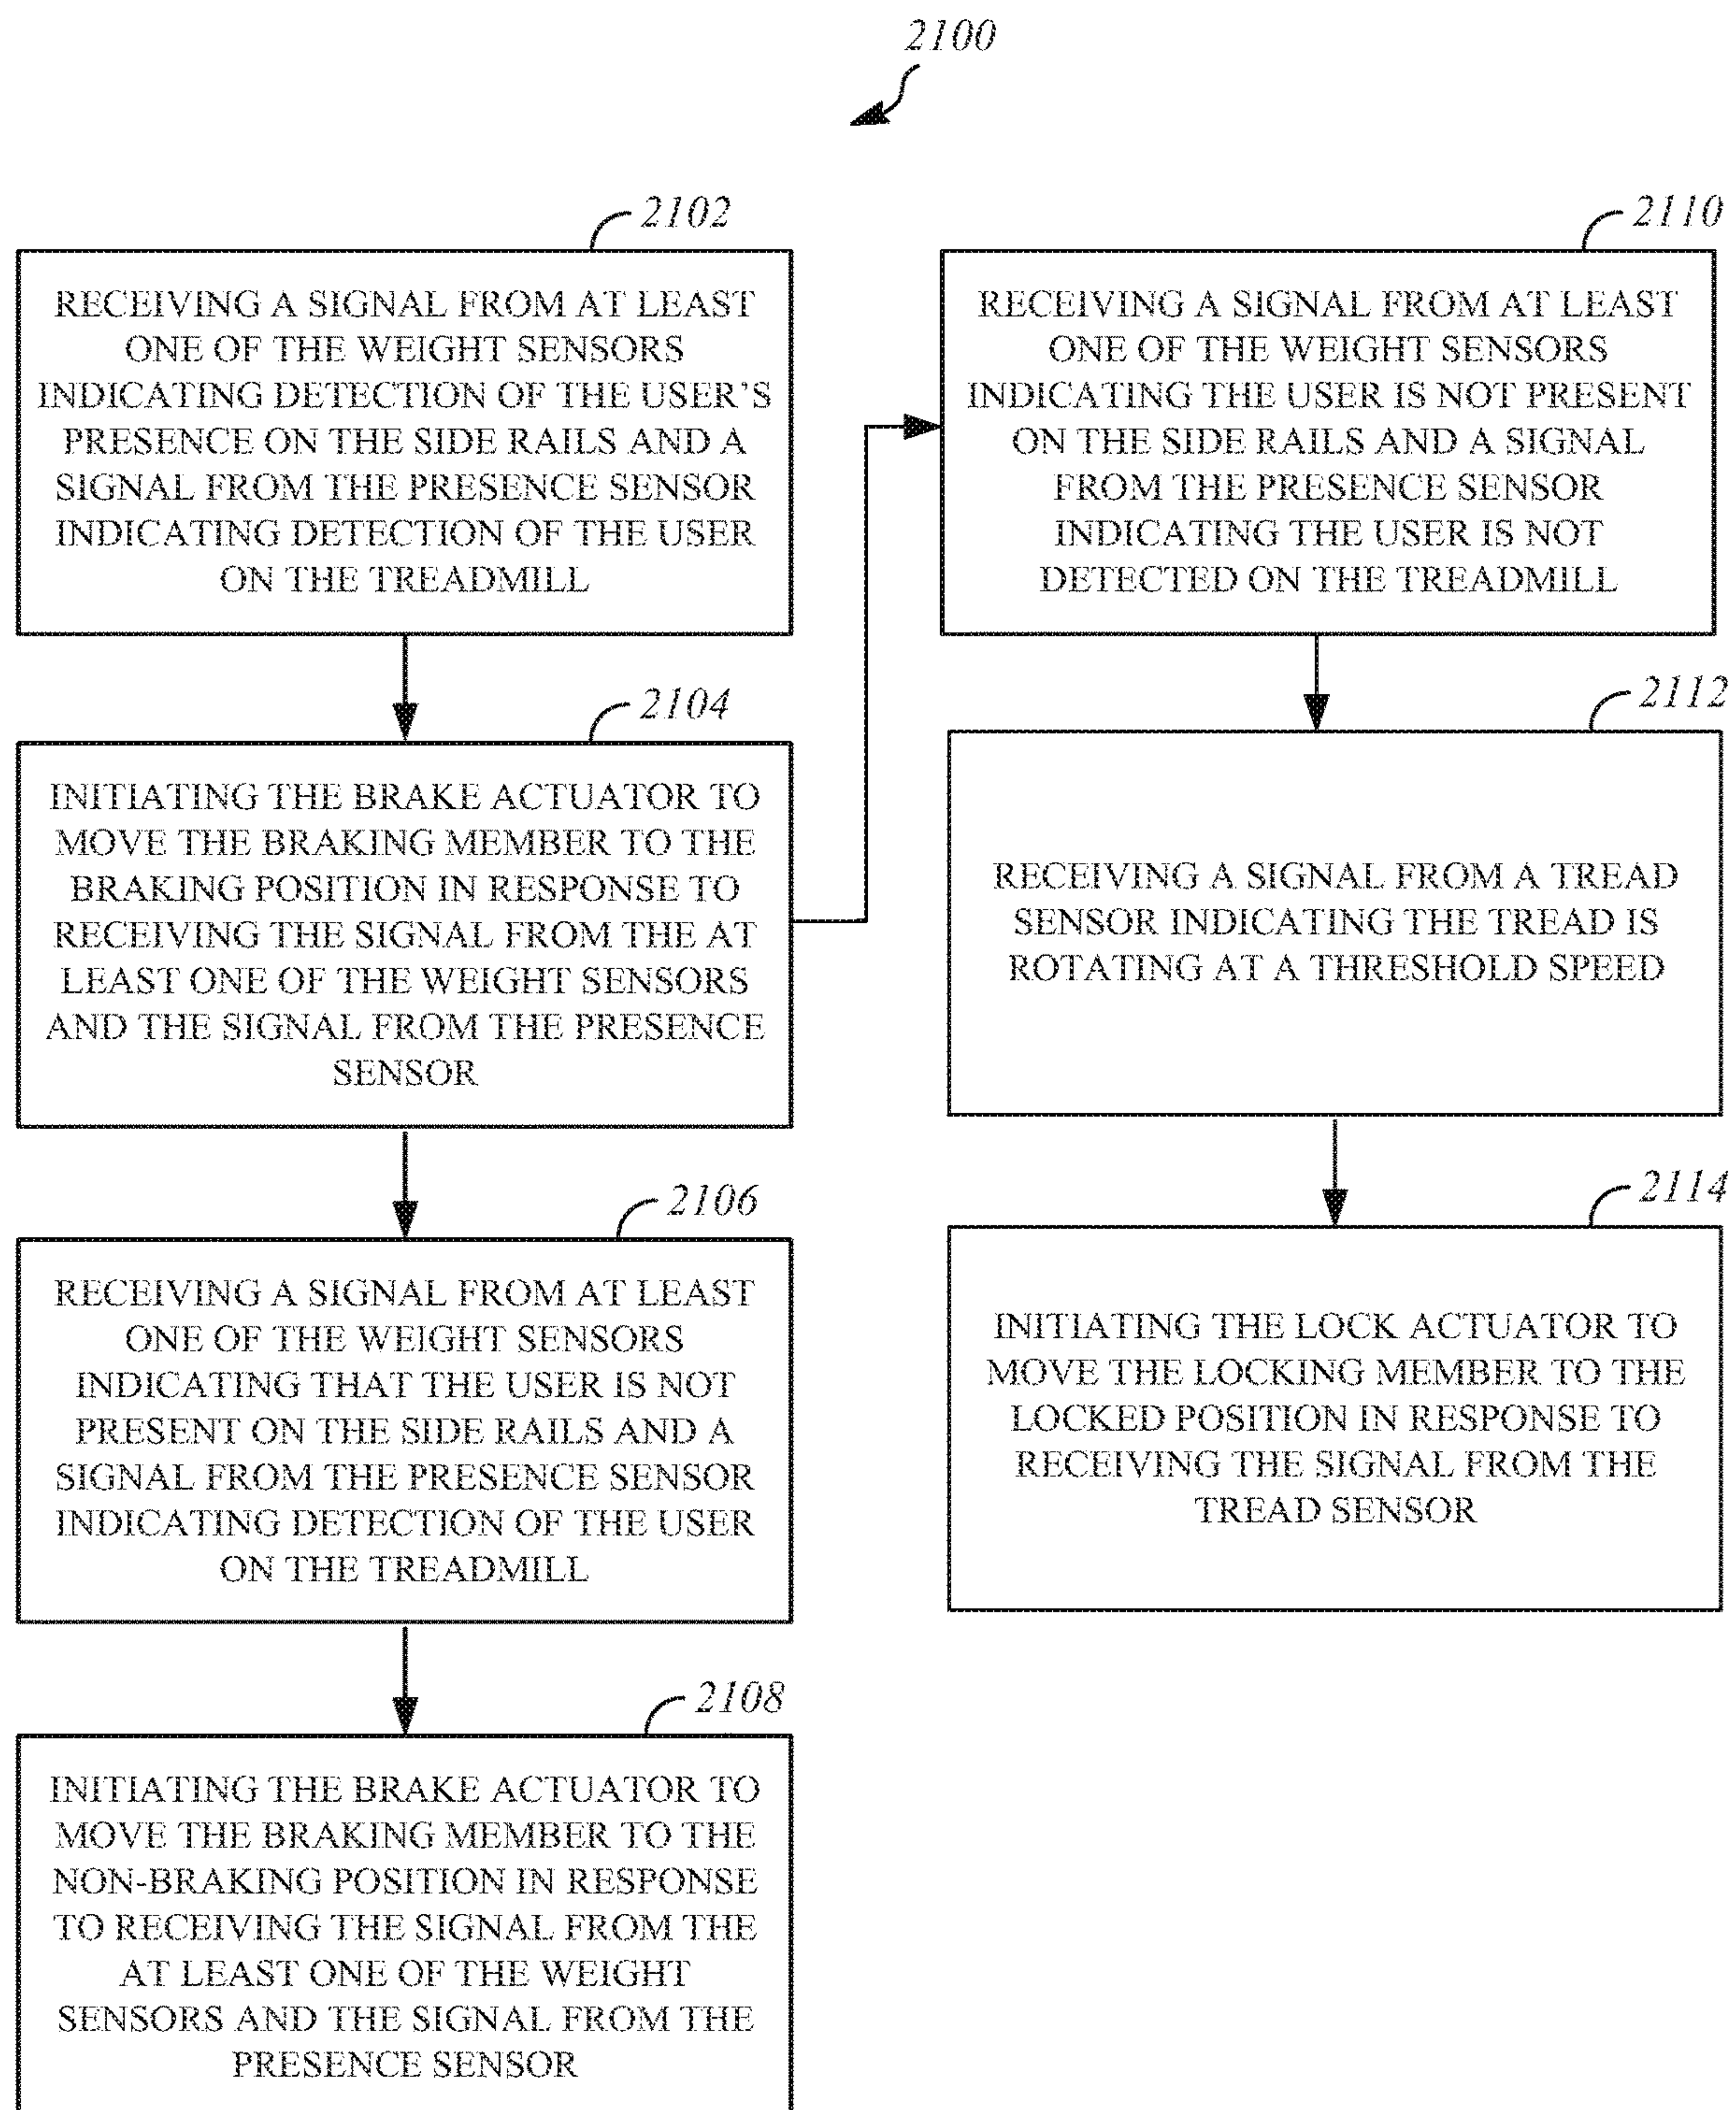 2100
2102
RECEIVING A SIGNAL FROM AT LEAST
ONE OF THE WEIGHT SENSORS
INDICATING DETECTION OF THE USER'S
PRESENCE ON THE SIDE RAILS AND A
SIGNAL FROM THE PRESENCE SENSOR
INDICATING DETECTION OF THE USER
ON THE TREADMILL
2104
INITIATING THE BRAKE ACTUATOR TO
MOVE THE BRAKING MEMBER TO THE
BRAKING POSITION IN RESPONSE TO
RECEIVING THE SIGNAL FROM THE AT
LEAST ONE OF THE WEIGHT SENSORS
AND THE SIGNAL FROM THE PRESENCE
SENSOR
2106
RECEIVING A SIGNAL FROM AT LEAST
ONE OF THE WEIGHT SENSORS
INDICATING THAT THE USER IS NOT
PRESENT ON THE SIDE RAILS AND A
SIGNAL FROM THE PRESENCE SENSOR
INDICATING DETECTION OF THE USER
ON THE TREADMILL
2108
INITIATING THE BRAKE ACTUATOR TO
MOVE THE BRAKING MEMBER TO THE
NON-BRAKING POSITION IN RESPONSE
TO RECEIVING THE SIGNAL FROM THE
AT LEAST ONE OF THE WEIGHT
SENSORS AND THE SIGNAL FROM THE
PRESENCE SENSOR
2110
RECEIVING A SIGNAL FROM AT LEAST
ONE OF THE WEIGHT SENSORS
INDICATING THE USER IS NOT PRESENT
ON THE SIDE RAILS AND A SIGNAL
FROM THE PRESENCE SENSOR
INDICATING THE USER IS NOT
DETECTED ON THE TREADMILL
2112
RECEIVING A SIGNAL FROM A TREAD
SENSOR INDICATING THE TREAD IS
ROTATING AT A THRESHOLD SPEED
2114
INITIATING THE LOCK ACTUATOR TO
MOVE THE LOCKING MEMBER TO THE
LOCKED POSITION IN RESPONSE TO
RECEIVING THE SIGNAL FROM THE
TREAD SENSOR